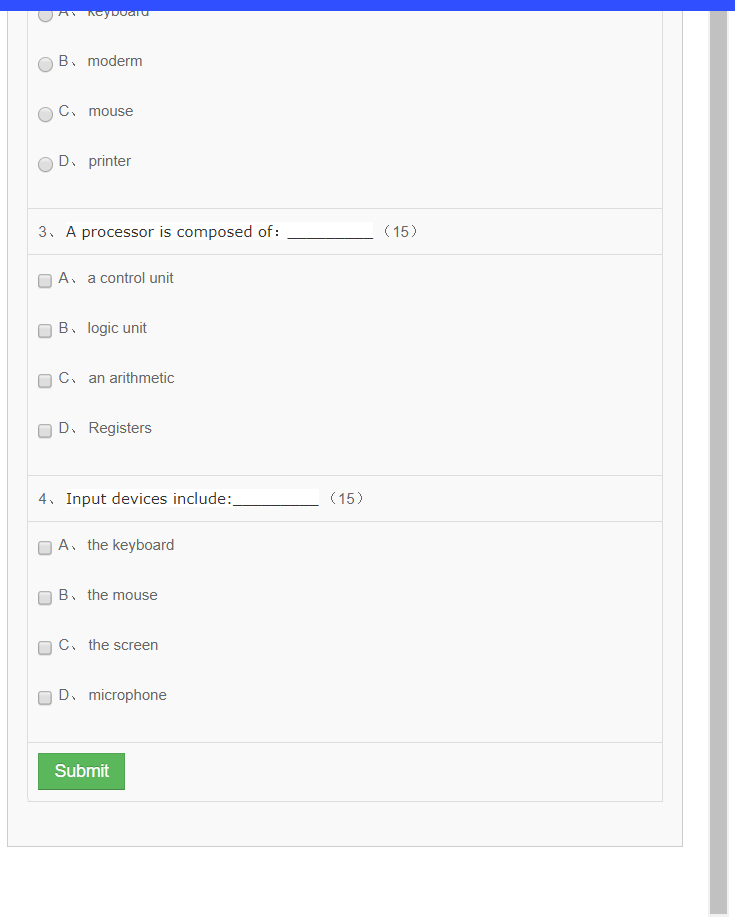 A、 keyboard
B、 moderm
C、 mouse
D、 printer
3、A processor is composed of：__________（15）
A、 a control unit
B、 logic unit
C、 an arithmetic
D、 Registers
4、Input devices include:__________（15）
A、 the keyboard
B、 the mouse
C、 the screen
D、 microphone
Submit